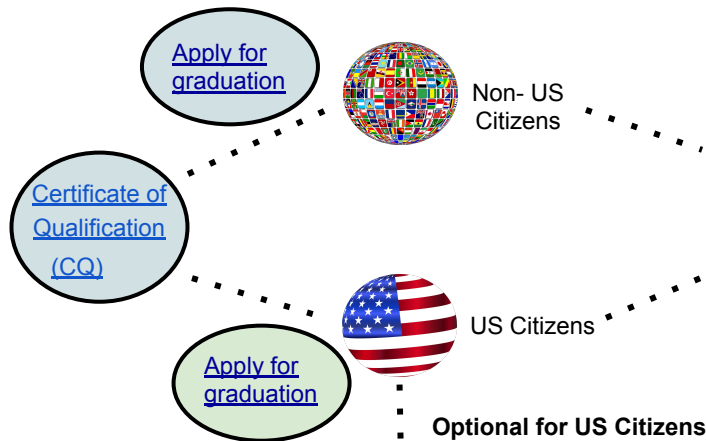 Apply for
graduation
Non- US
Citizens
Certificate of
Qualification
(CQ)
US Citizens
Apply for
graduation
Optional for US Citizens